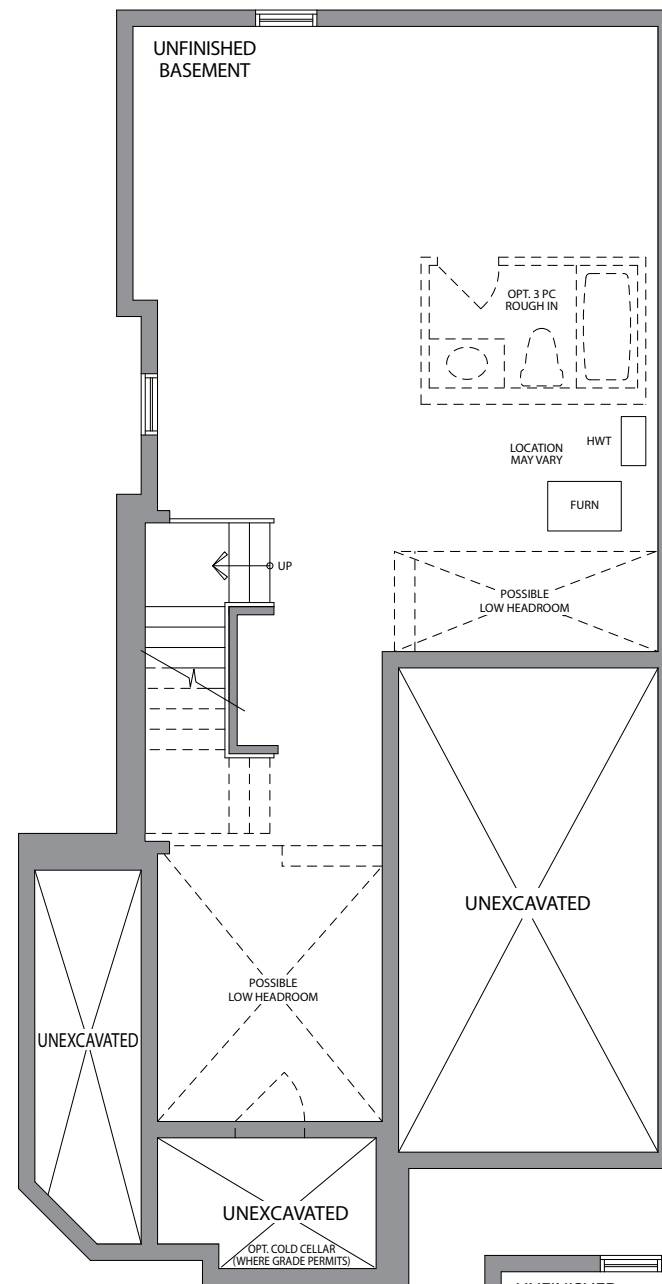 UNFINISHED
BASEMENT
OPT. 3 PC
ROUGH IN
LOCATION
MAY VARY
HWT
FURN
UP
POSSIBLE
LOW HEADROOM
UNEXCAVATED
POSSIBLE
LOW HEADROOM
UNEXCAVATED
UNEXCAVATED
OPT. COLD CELLAR
(WHERE GRADE PERMITS)
UNFINISHED